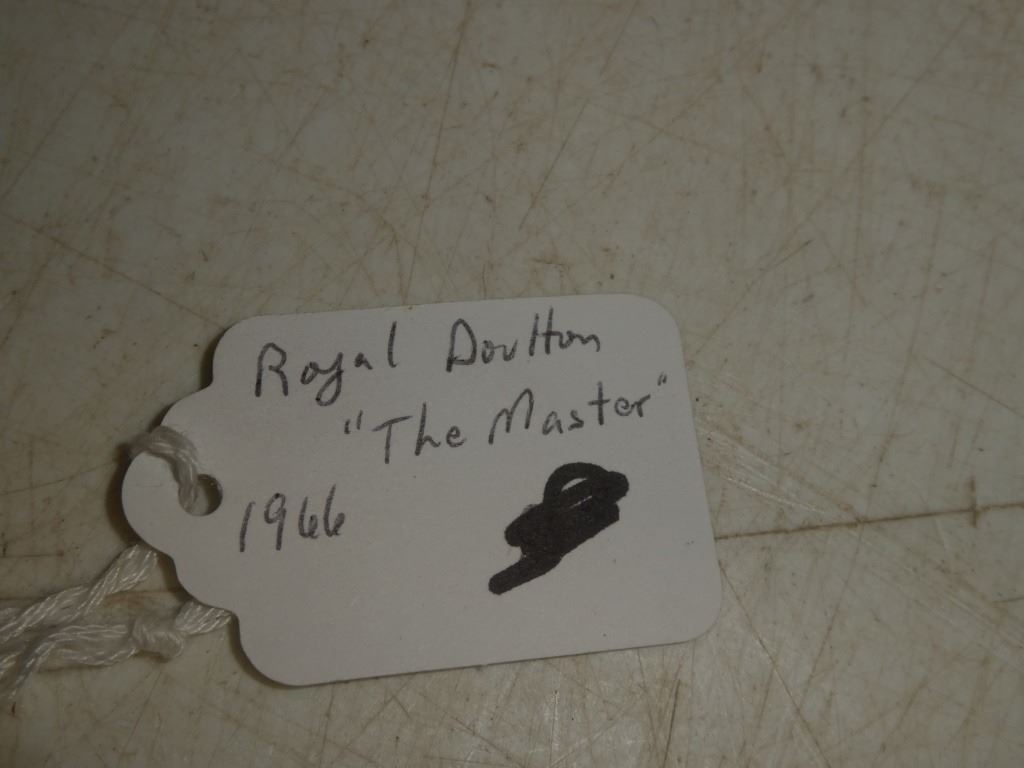 Royal Doulton
"The Master"
1966